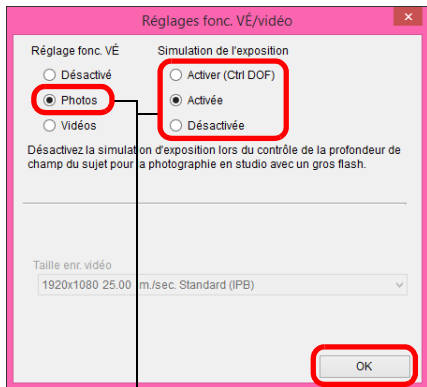 Réglages fonc. VÉ/vidéo
Réglage fonc. VÉ
Simulation de l'exposition
Désactivé
Activer (Ctrl DOF)
Photos
Activée
Vidéos
Désactivée
Désactivez la simulation d'exposition lors du contrôle de la profondeur de
champ du sujet pour la photographie en studio avec un gros flash.
Taille enr. vidéo
1920x1080 25.00 im./sec. Standard (IPB)
OK